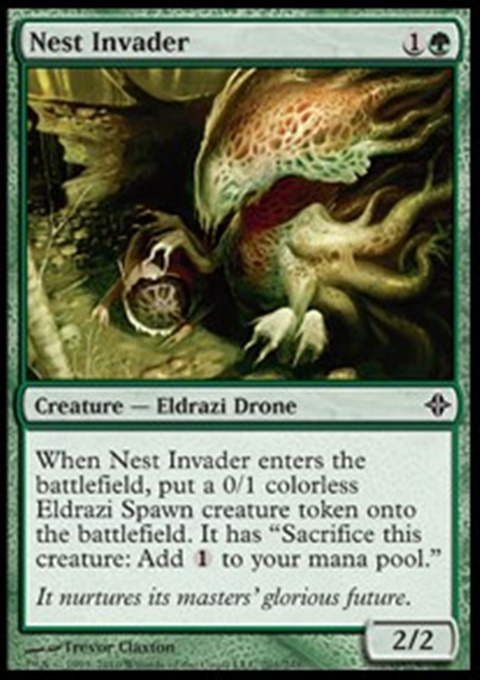 Nest Invader 1
Creature — Eldrazi Drone
When Nest Invader enters the
battlefield, put a 0/1 colorless
Eldrazi Spawn creature token onto
the battlefield. It has “Sacrifice this
creature: Add 1 to your mana pool.”
It nurtures its masters’ glorious future.
Trevor Claxton
2/2